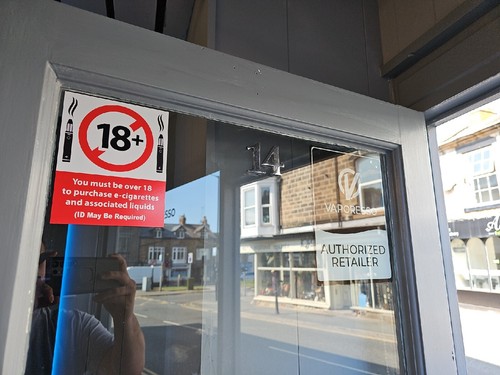 18+
You must be over 18
to purchase e-cigarettes
and associated liquids
(ID May Be Required)
14
VAPORESSO
AUTHORIZED
RETAILER